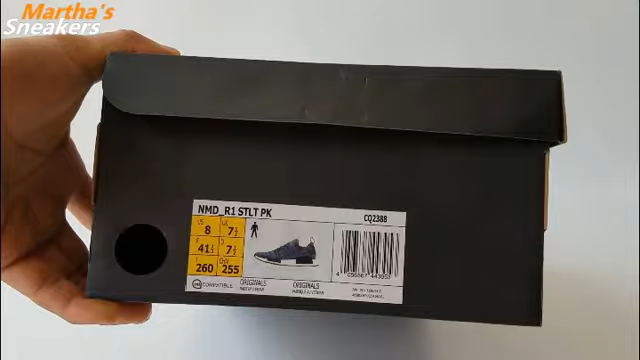 Martha's
Sneakers
NMD_R1 STLT PK
CQ2388
US 8 UK 7½
F 41⅓ D 7½
J 260 CHN 255
COMPATIBLE
ORIGINALS
ORIGINALS